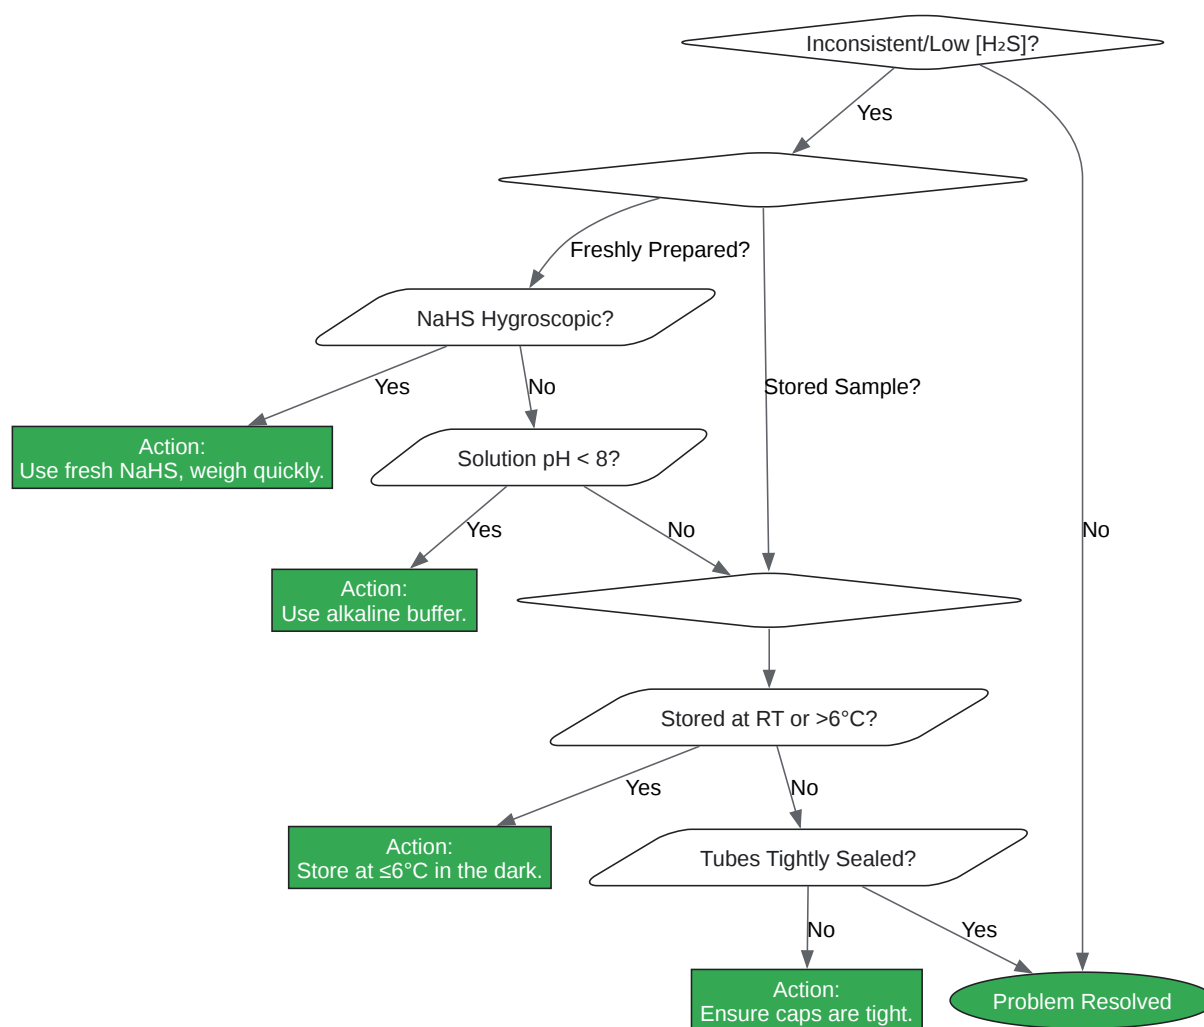 Inconsistent/Low [H₂S]?
Yes
Freshly Prepared?
NaHS Hygroscopic?
Yes
No
Stored Sample?
Action:
Use fresh NaHS, weigh quickly.
Solution pH < 8?
Yes
No
No
Action:
Use alkaline buffer.
Stored at RT or >6°C?
Yes
No
Action:
Store at ≤6°C in the dark.
Tubes Tightly Sealed?
No
Yes
Action:
Ensure caps are tight.
Problem Resolved